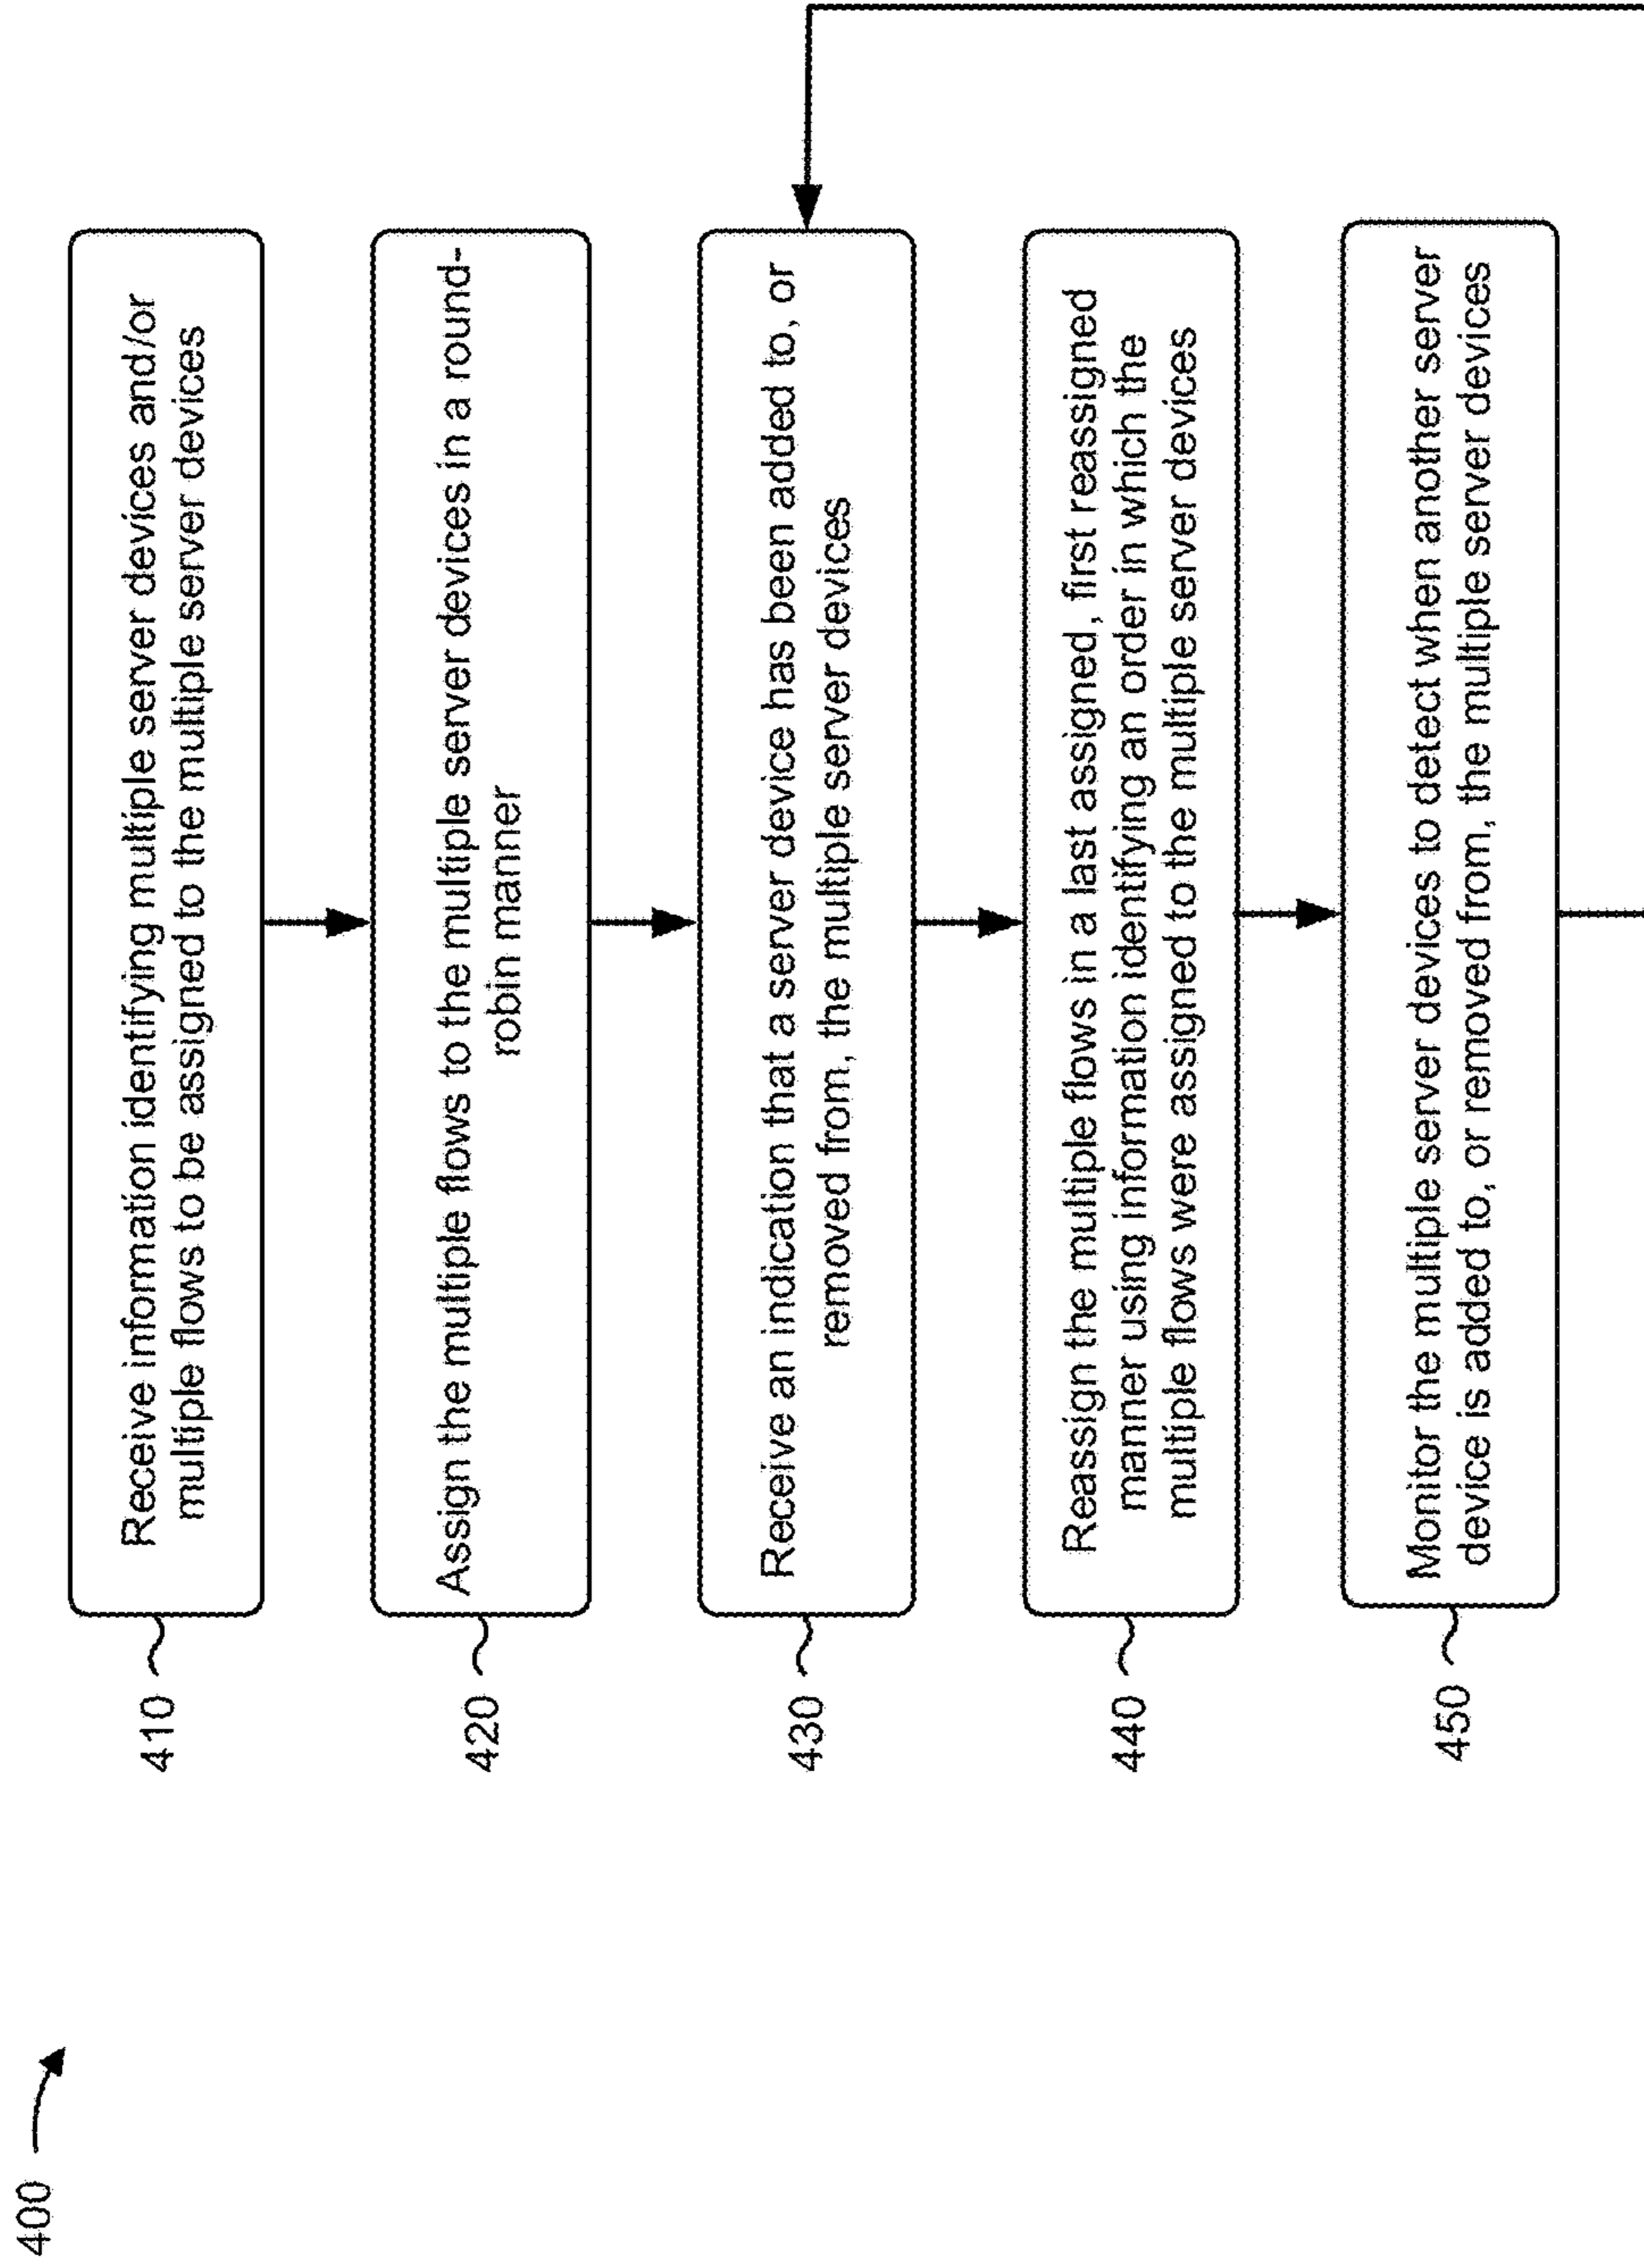 400
410
Receive information identifying multiple server devices and/or
multiple flows to be assigned to the multiple server devices
420
Assign the multiple flows to the multiple server devices in a round-
robin manner
430
Receive an indication that a server device has been added to, or
removed from, the multiple server devices
440
Reassign the multiple flows in a last assigned, first reassigned
manner using information identifying an order in which the
multiple flows were assigned to the multiple server devices
450
Monitor the multiple server devices to detect when another server
device is added to, or removed from, the multiple server devices